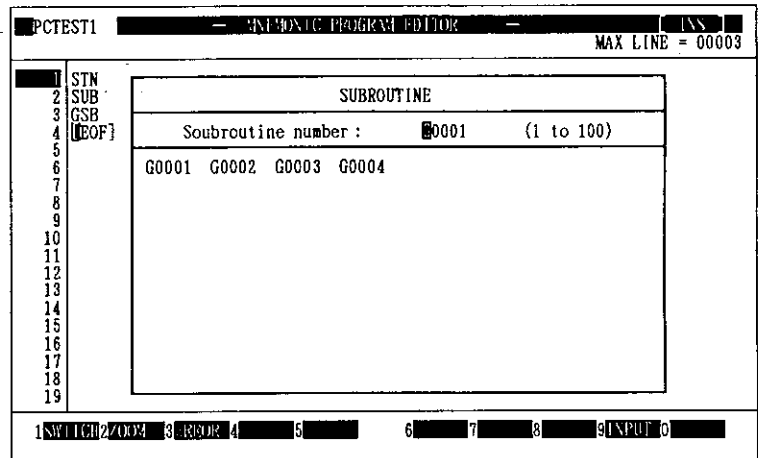 PCTEST1 — MNEMONIC PROGRAM EDITOR — INS
MAX LINE = 00003
1 STN
2 SUB
3 GSB
4 [EOF]
5
6
7
8
9
10
11
12
13
14
15
16
17
18
19
SUBROUTINE
Soubroutine number : 0001 (1 to 100)
G0001 G0002 G0003 G0004
1 SWITCH 2 ZOOM 3 ERROR 4 5 6 7 8 9 INPUT 0